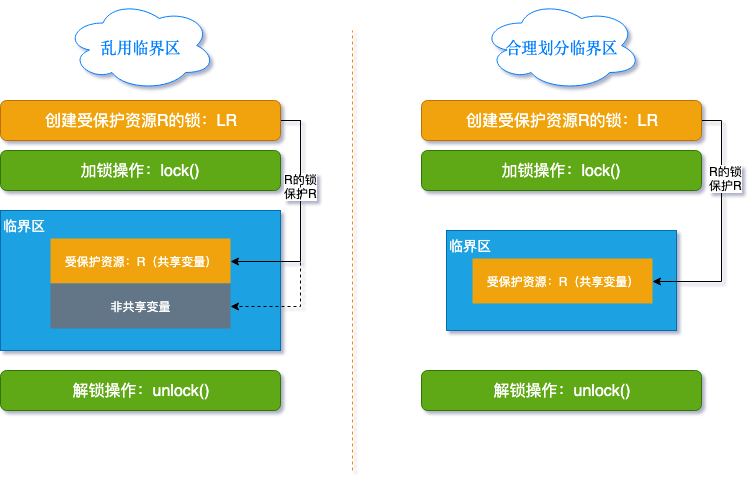 乱用临界区
创建受保护资源R的锁：LR
加锁操作：lock()
R的锁
保护R
临界区
受保护资源：R（共享变量）
非共享变量
解锁操作：unlock()
合理划分临界区
创建受保护资源R的锁：LR
加锁操作：lock()
R的锁
保护R
临界区
受保护资源：R（共享变量）
解锁操作：unlock()